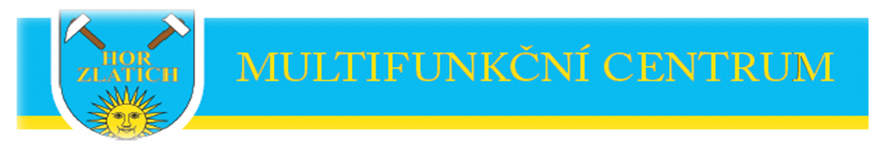 HOR
ZLATICH
MULTIFUNKČNÍ CENTRUM